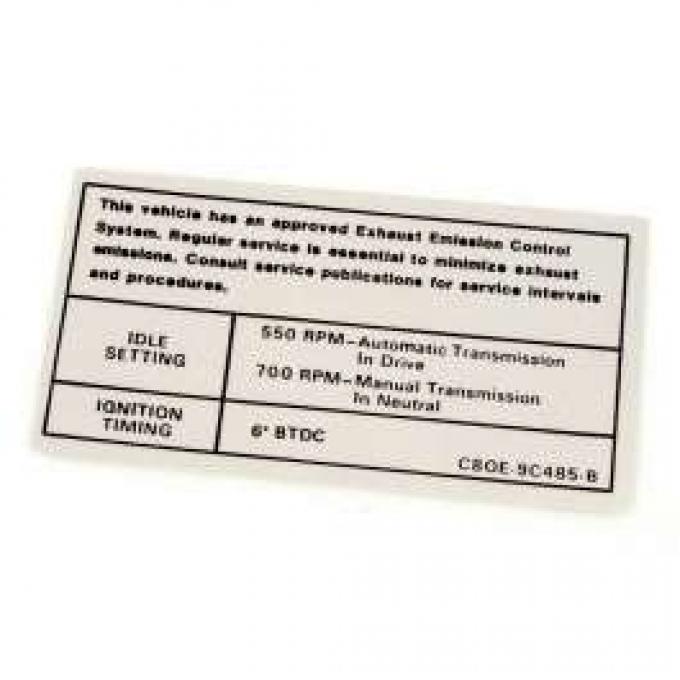 This vehicle has an approved Exhaust Emission Control
System. Regular service is essential to minimize exhaust
emissions. Consult service publications for service intervals
and procedures.
IDLE
SETTING
550 RPM-Automatic Transmission
In Drive
700 RPM-Manual Transmission
In Neutral
IGNITION
TIMING
6° BTDC
C8OE-9C485-B